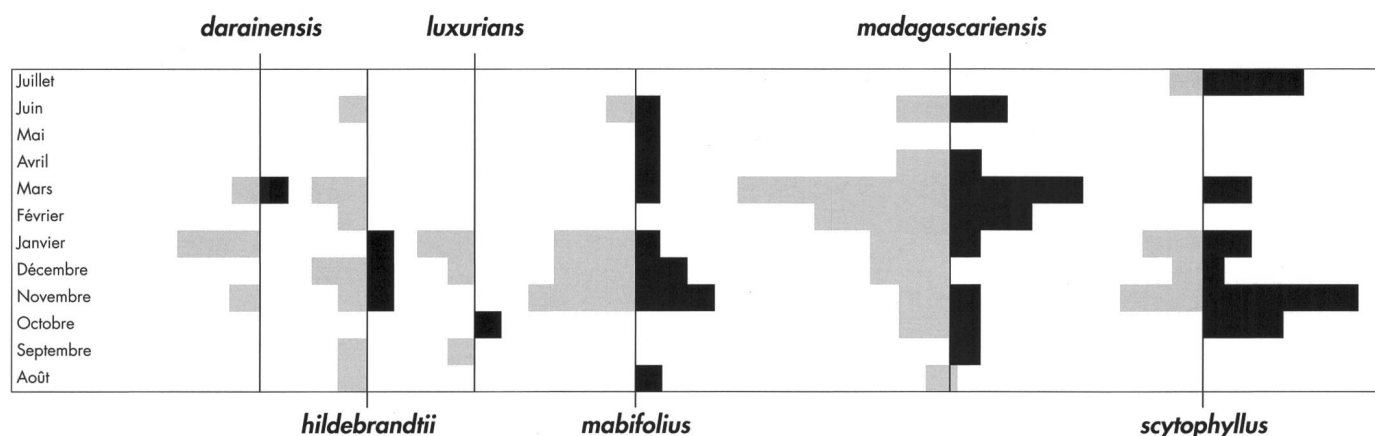 darainensis luxurians madagascariensis
Juillet
Juin
Mai
Avril
Mars
Février
Janvier
Décembre
Novembre
Octobre
Septembre
Août
hildebrandtii mabifolius scytophyllus